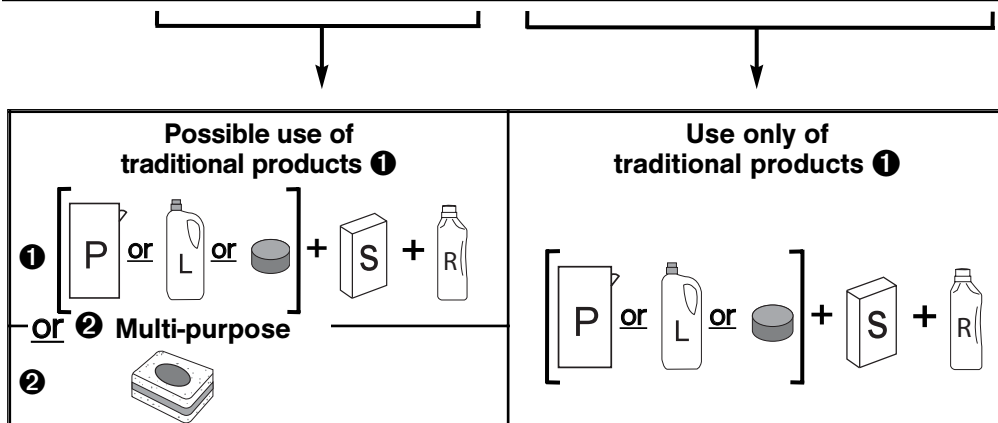 Possible use of
traditional products ❶
❶ P or L or + S + R
or ❷ Multi-purpose
❷
Use only of
traditional products ❶
P or L or + S + R